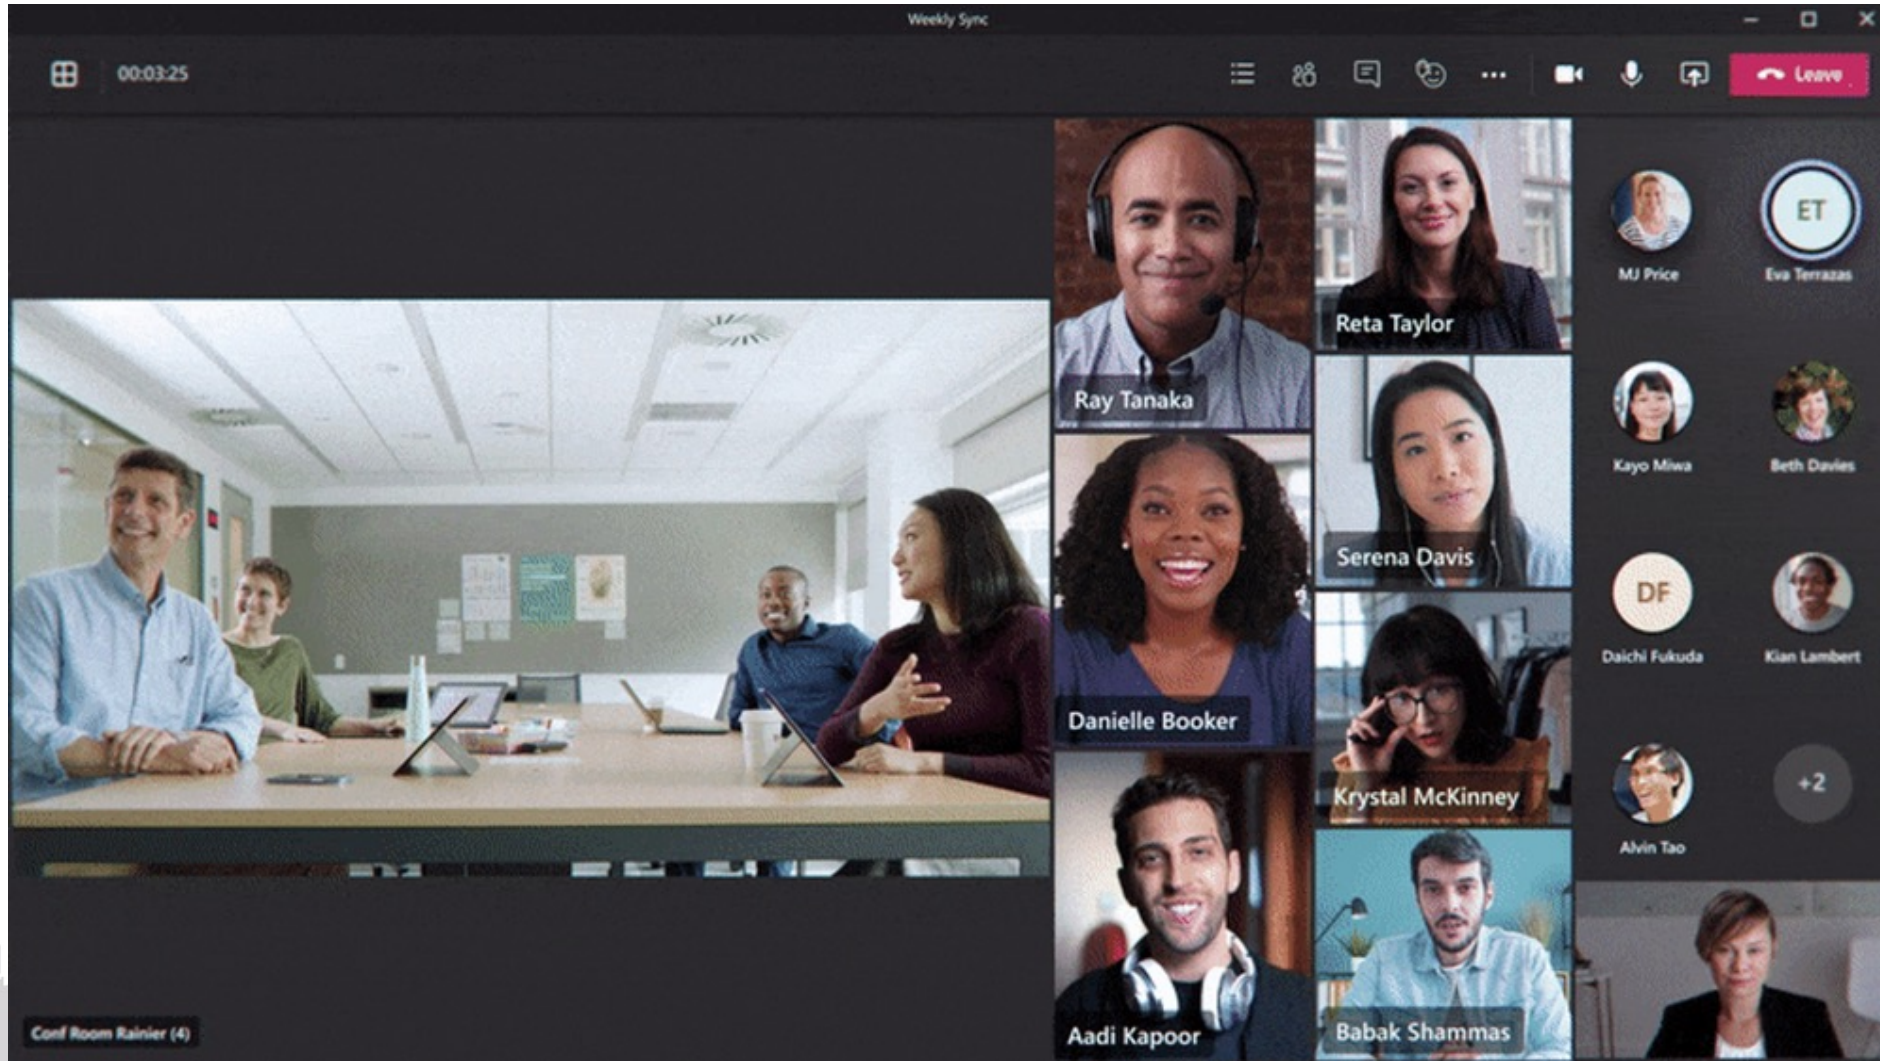 Weekly Sync
00:03:25
Leave
Ray Tanaka
Reta Taylor
MJ Price
ET
Eva Terrazas
Kayo Miwa
Beth Davies
Danielle Booker
Serena Davis
DF
Daichi Fukuda
Kian Lambert
Krystal McKinney
Alvin Tao
+2
Conf Room Rainier (4)
Aadi Kapoor
Babak Shammas